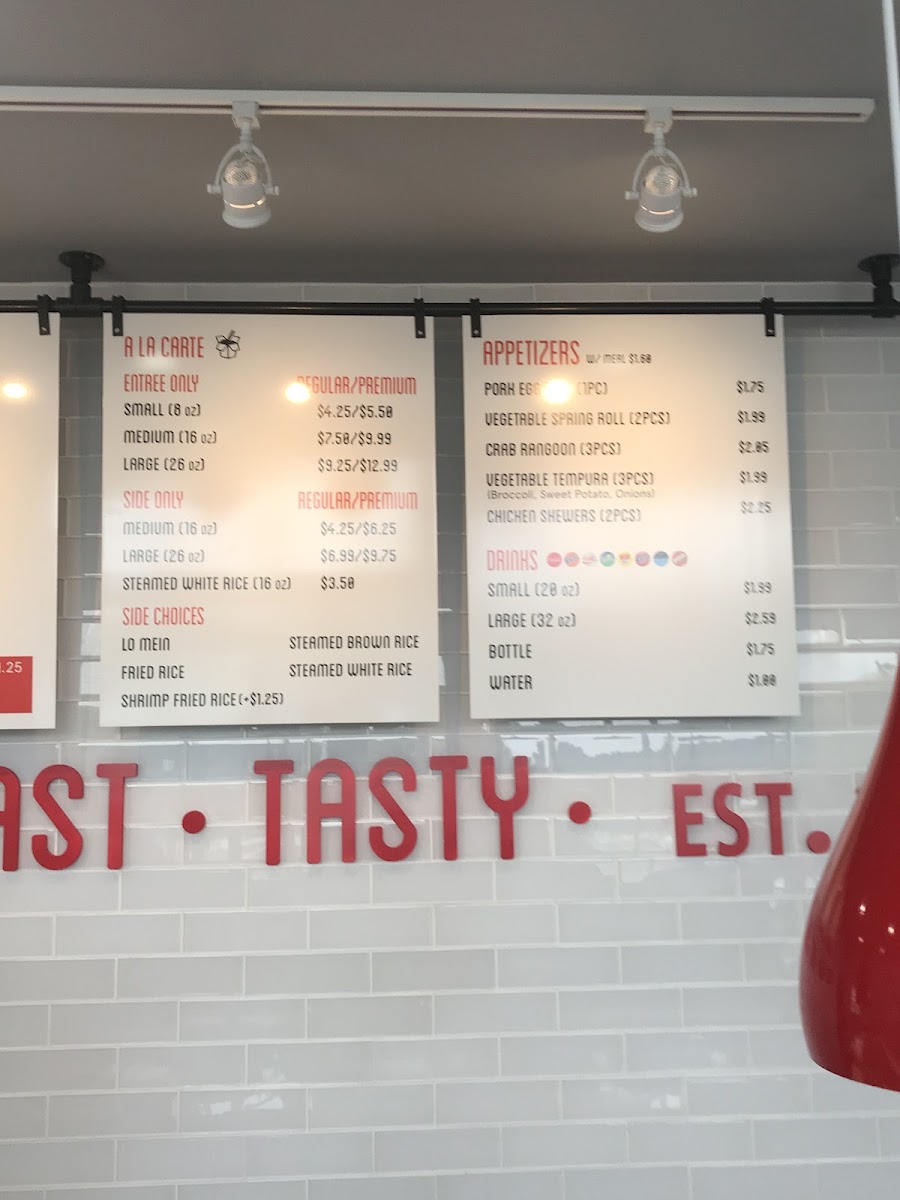 A LA CARTE
ENTREE ONLY REGULAR/PREMIUM
SMALL (8 oz) $4.25/$5.50
MEDIUM (16 oz) $7.50/$9.99
LARGE (26 oz) $9.25/$12.99
SIDE ONLY REGULAR/PREMIUM
MEDIUM (16 oz) $4.25/$6.25
LARGE (26 oz) $6.99/$9.75
STEAMED WHITE RICE (16 oz) $3.50
SIDE CHOICES
LO MEIN STEAMED BROWN RICE
FRIED RICE STEAMED WHITE RICE
SHRIMP FRIED RICE (+$1.25)
APPETIZERS W/ MEAL $1.60
PORK EGG (1PC) $1.75
VEGETABLE SPRING ROLL (2PCS) $1.99
CRAB RANGOON (3PCS) $2.05
VEGETABLE TEMPURA (3PCS) $1.99
(Broccoli, Sweet Potato, Onions)
CHICKEN SKEWERS (2PCS) $2.25
DRINKS
SMALL (20 oz) $1.99
LARGE (32 oz) $2.59
BOTTLE $1.75
WATER $1.00
.25
AST • TASTY • EST.